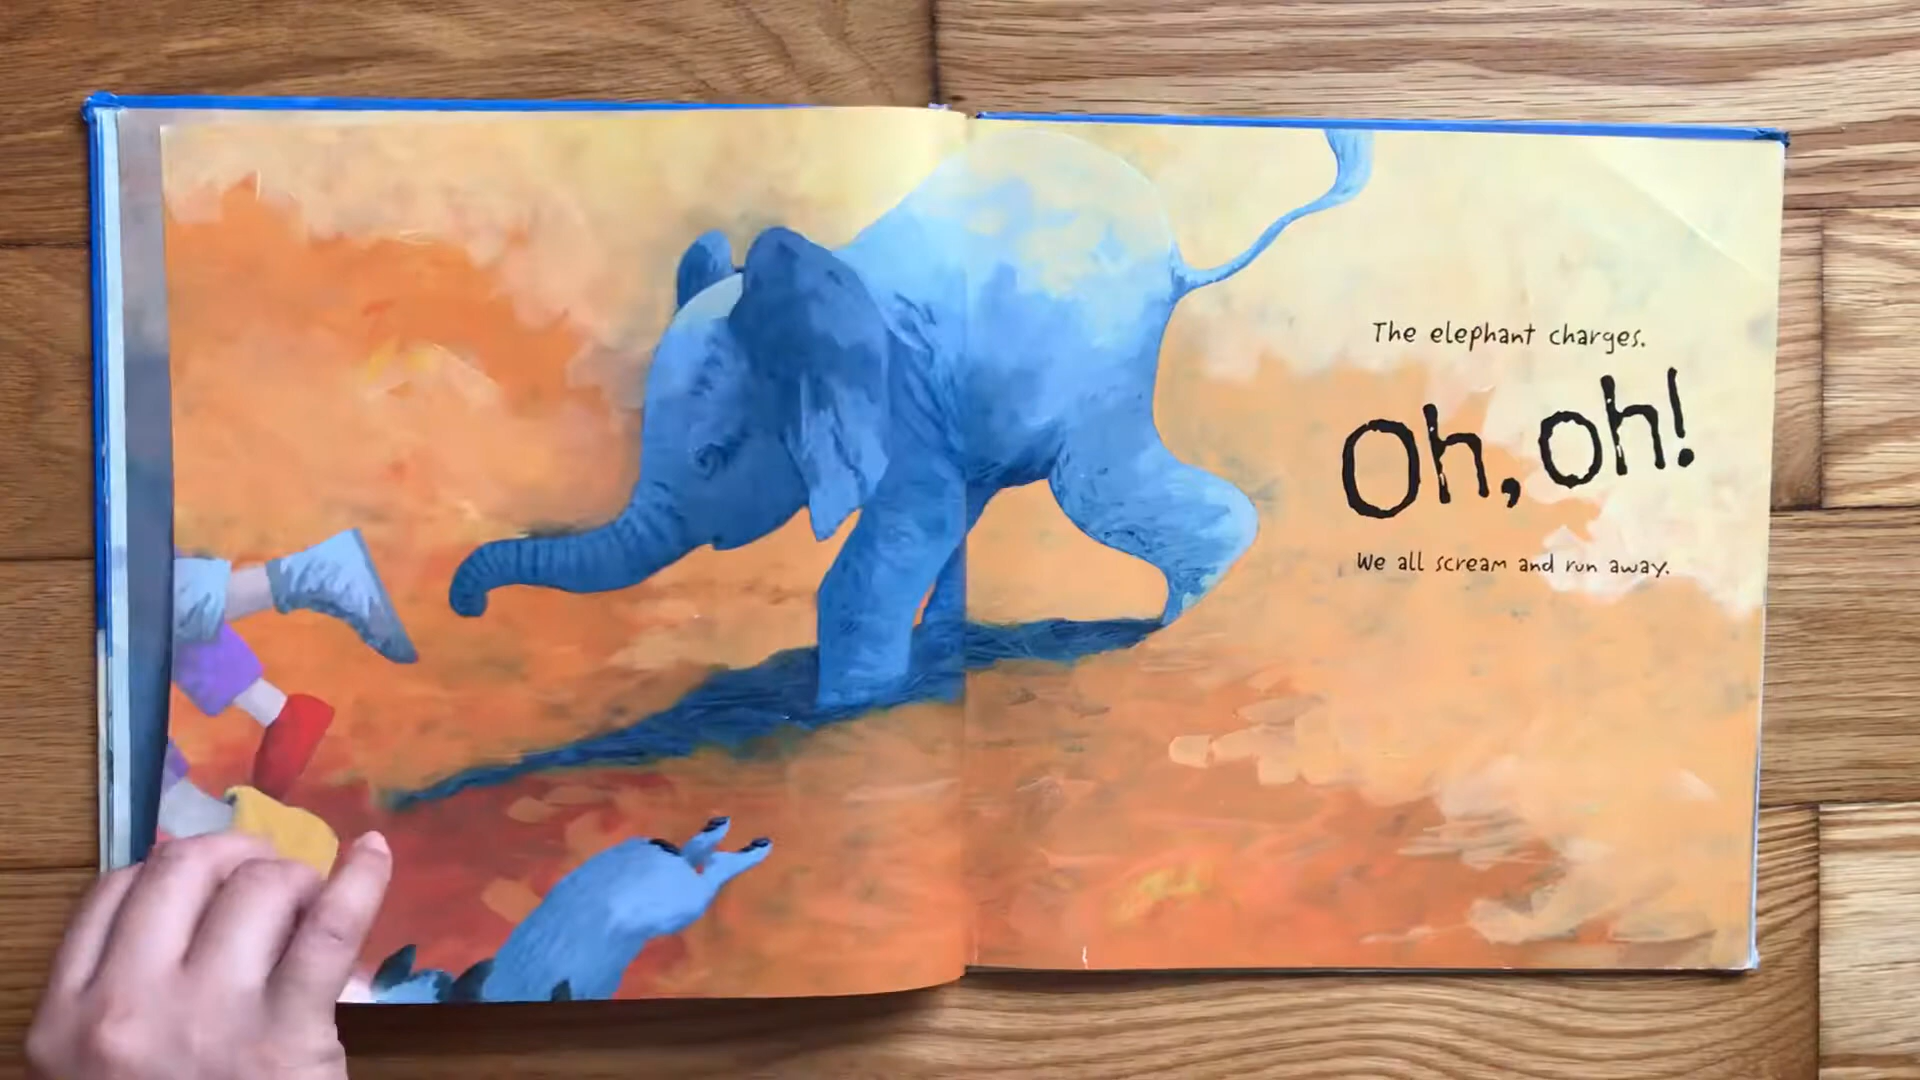 The elephant charges.
Oh, oh!
We all scream and run away.